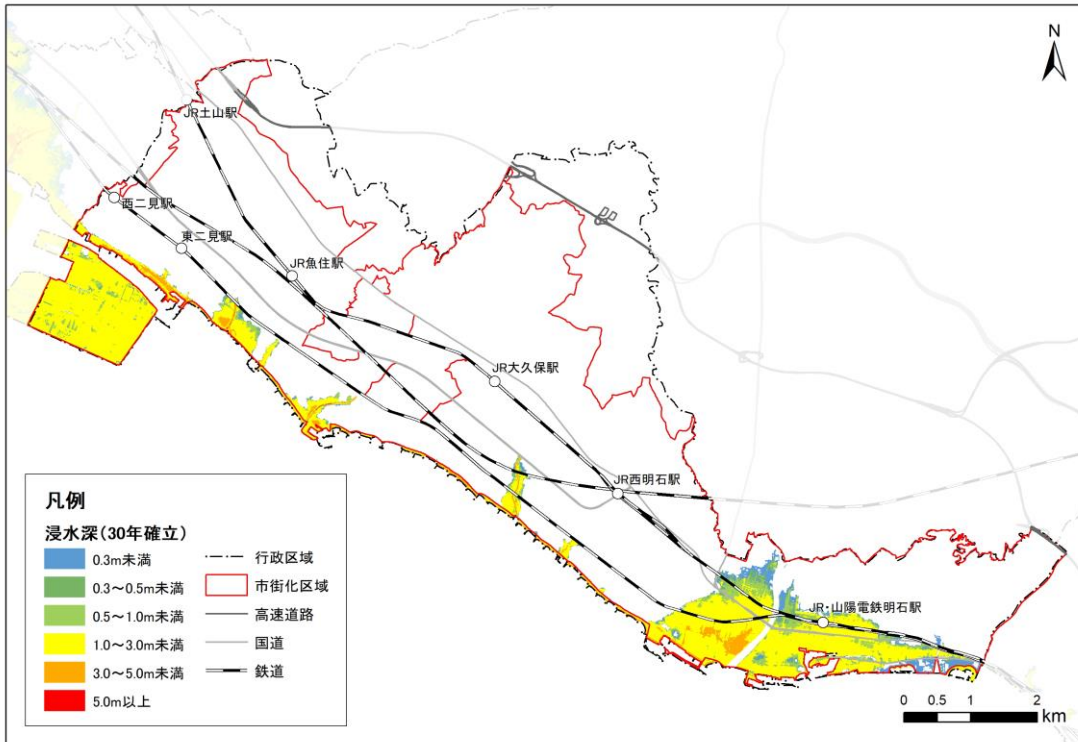 N
JR土山駅
西二見駅
東二見駅
JR魚住駅
JR大久保駅
JR西明石駅
JR・山陽電鉄明石駅
凡例
浸水深(30年確立)
0.3m未満
0.3～0.5m未満
0.5～1.0m未満
1.0～3.0m未満
3.0～5.0m未満
5.0m以上
行政区域
市街化区域
高速道路
国道
鉄道
0 0.5 1 2
km